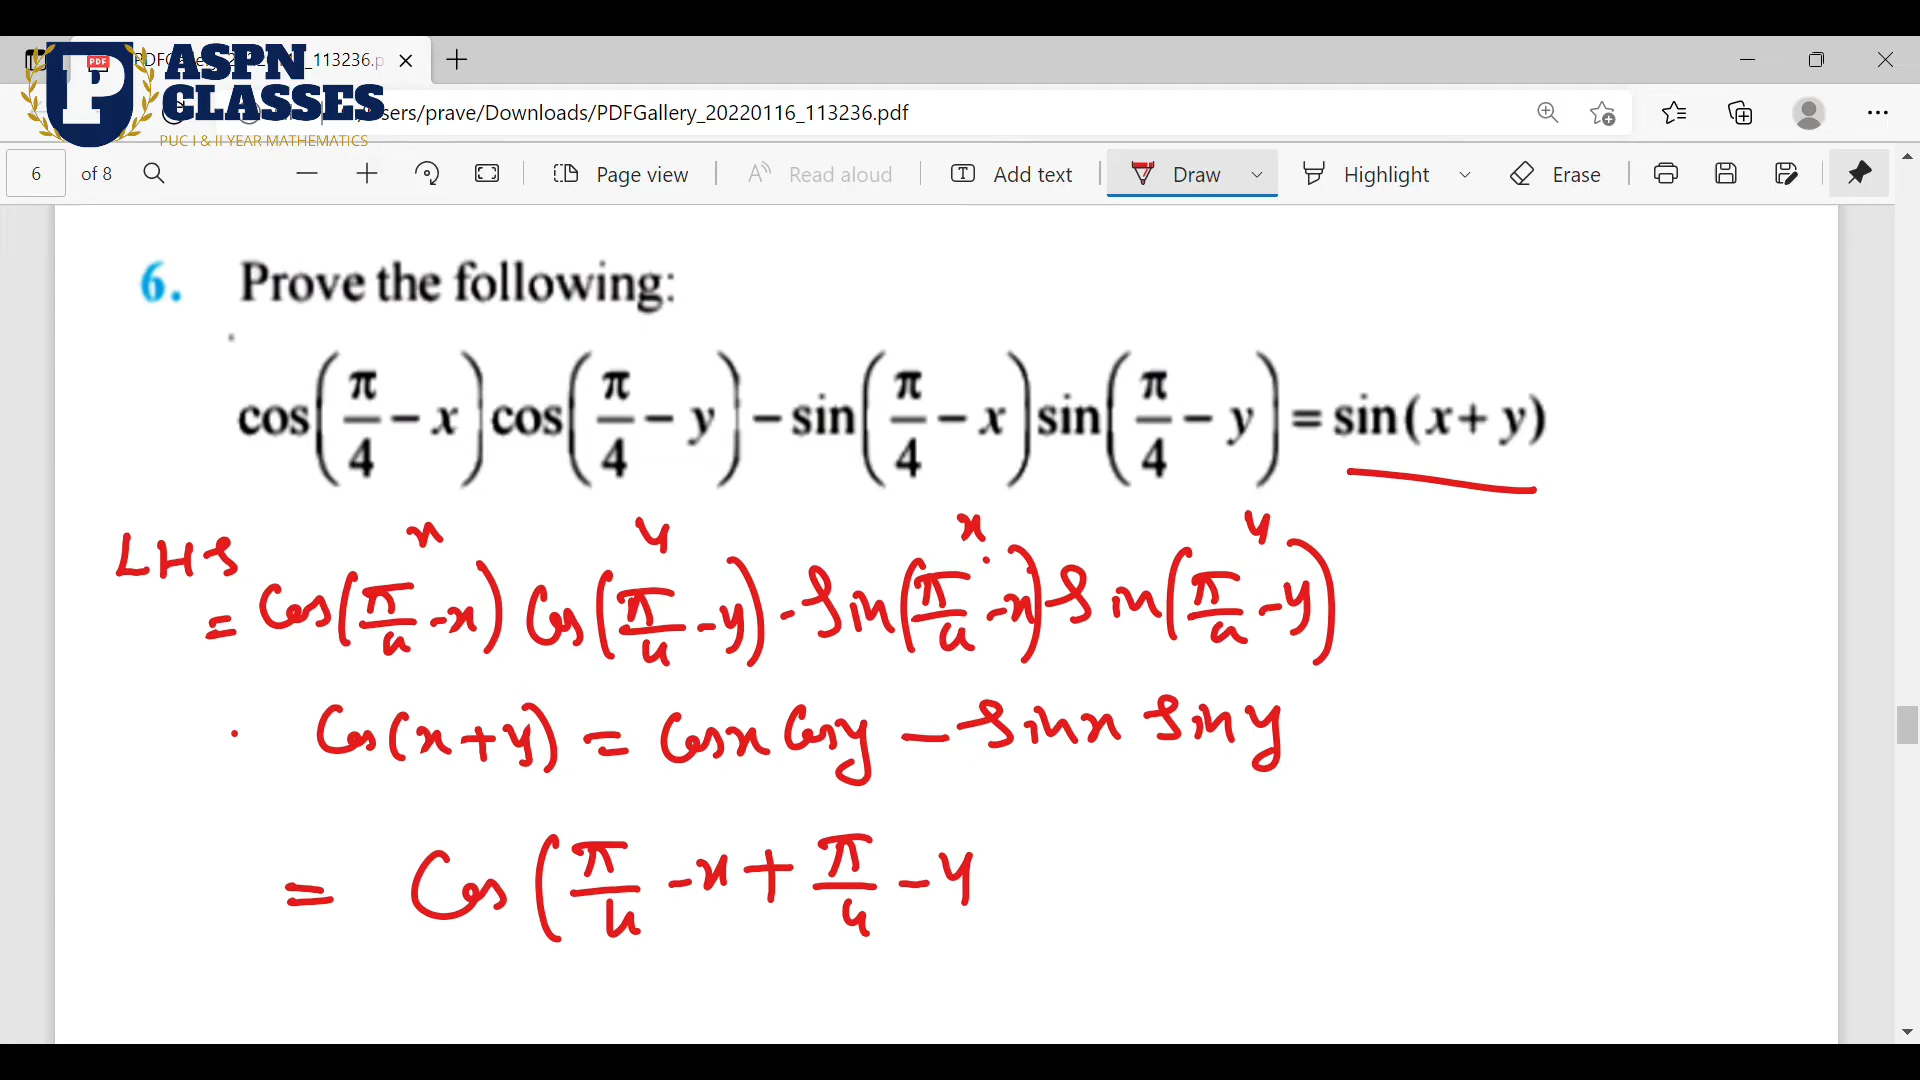 ASPN
CLASSES
PUC I & II YEAR MATHEMATICS
_113236.p
sers/prave/Downloads/PDFGallery_20220116_113236.pdf
6 of 8 Page view Read aloud Add text Draw Highlight Erase
6. Prove the following:
cos(π/4 − x) cos(π/4 − y) − sin(π/4 − x) sin(π/4 − y) = sin(x + y)
LHS x y x y
= Cos(π/4 - x) Cos(π/4 - y) - Sin(π/4 - x) Sin(π/4 - y)
Cos(x + y) = Cosx Cosy - Sinx Siny
= Cos(π/4 - x + π/4 - y